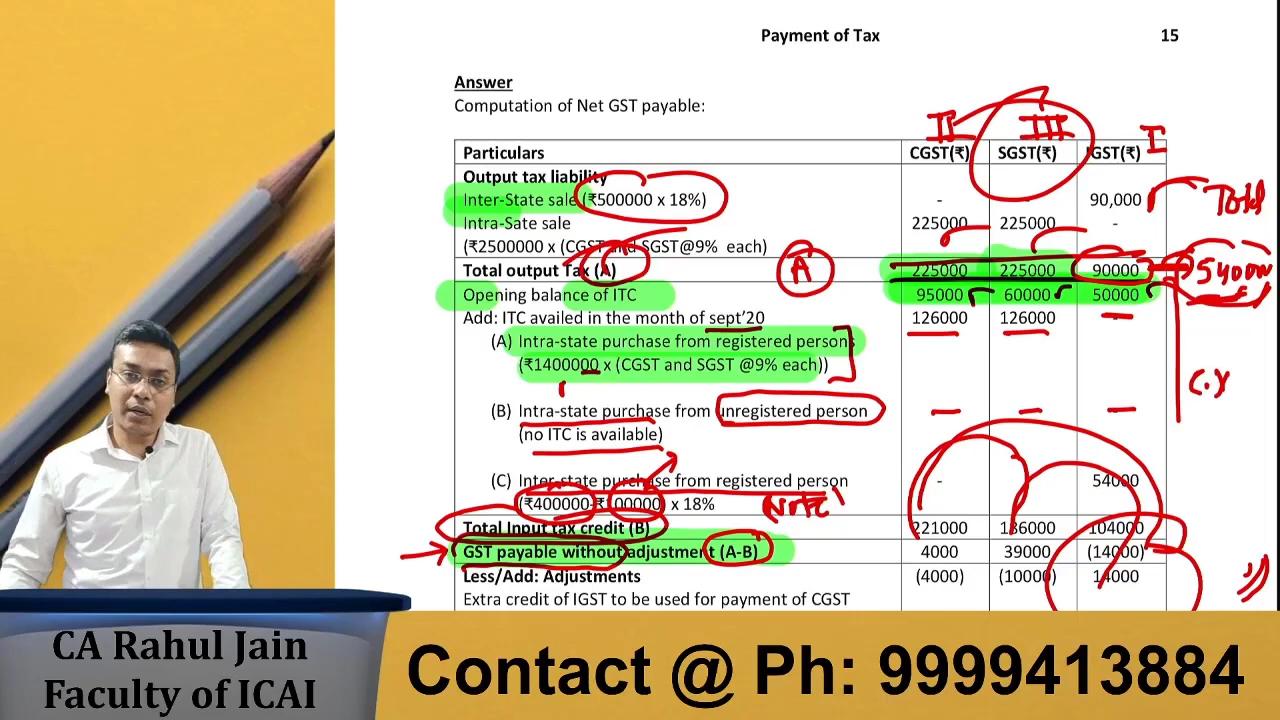 Payment of Tax 15
Answer
Computation of Net GST payable:
II III I
Particulars CGST(₹) SGST(₹) IGST(₹)
Output tax liability
Inter-State sale (₹500000 x 18%) - - 90,000 Total
Intra-Sate sale 225000 225000 -
(₹2500000 x (CGST and SGST@9% each)
Total output Tax (A) A 225000 225000 90000 54000
Opening balance of ITC 95000 60000 50000
Add: ITC availed in the month of sept'20 126000 126000 -
(A) Intra-state purchase from registered persons
(₹1400000 x (CGST and SGST @9% each))
(B) Intra-state purchase from unregistered person - - -
(no ITC is available)
(C) Inter-state purchase from registered person - 54000
(₹400000-₹100000) x 18% Note 1
Total Input tax credit (B) 221000 186000 104000
GST payable without adjustment (A-B) 4000 39000 (14000)
Less/Add: Adjustments (4000) (10000) 14000
Extra credit of IGST to be used for payment of CGST
CA Rahul Jain
Faculty of ICAI
Contact @ Ph: 9999413884